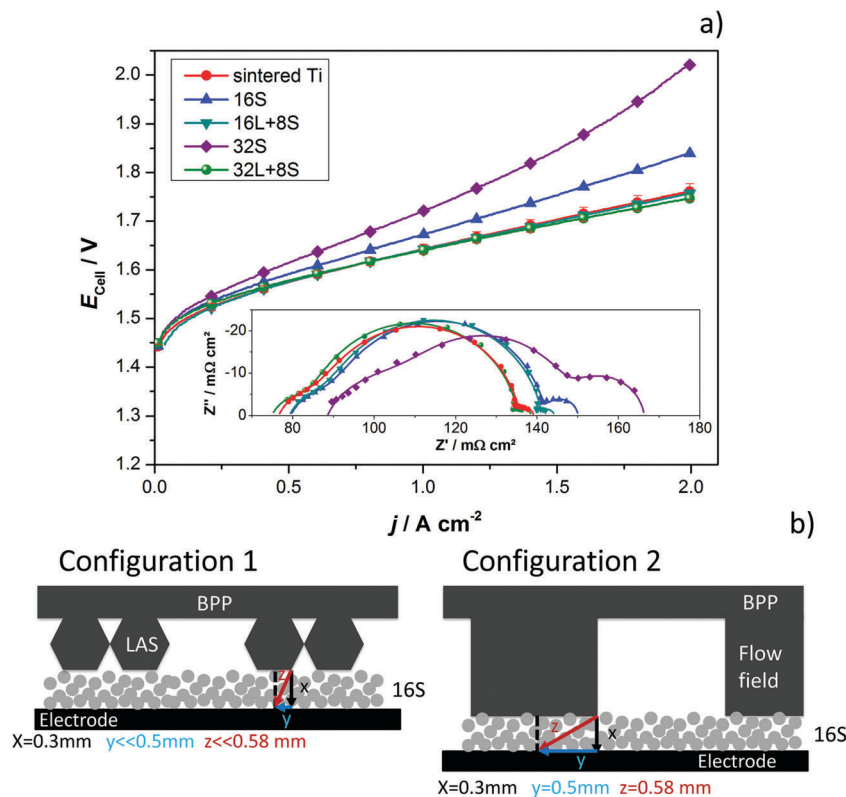 a)
2.0
1.9
1.8
1.7
1.6
1.5
1.4
1.3
1.2
E_Cell / V
sintered Ti
16S
16L+8S
32S
32L+8S
-20
-10
0
Z'' / mΩ cm²
80 100 120 140 160 180
Z' / mΩ cm²
0.0 0.5 1.0 1.5 2.0
j / A cm⁻²
b)
Configuration 1
BPP
LAS
z
x
y
16S
Electrode
X=0.3mm y<<0.5mm z<<0.58 mm
Configuration 2
BPP
Flow
field
z
x
y
16S
Electrode
X=0.3mm y=0.5mm z=0.58 mm